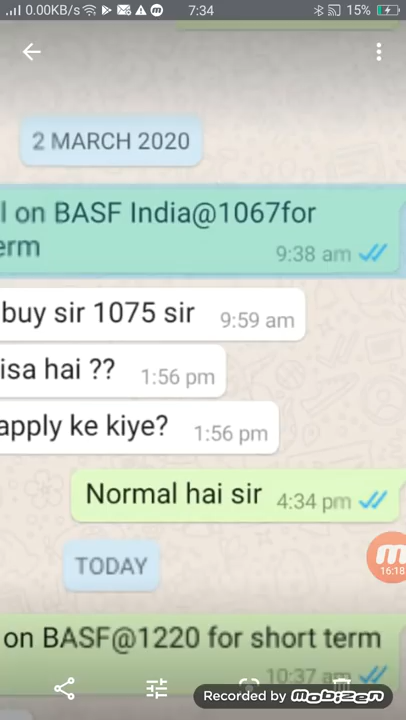 0.00KB/s 7:34 15%
2 MARCH 2020
l on BASF India@1067for
erm 9:38 am
buy sir 1075 sir 9:59 am
isa hai ?? 1:56 pm
apply ke kiye? 1:56 pm
Normal hai sir 4:34 pm
TODAY
16:18
on BASF@1220 for short term
10:37 am
Recorded by mobizen